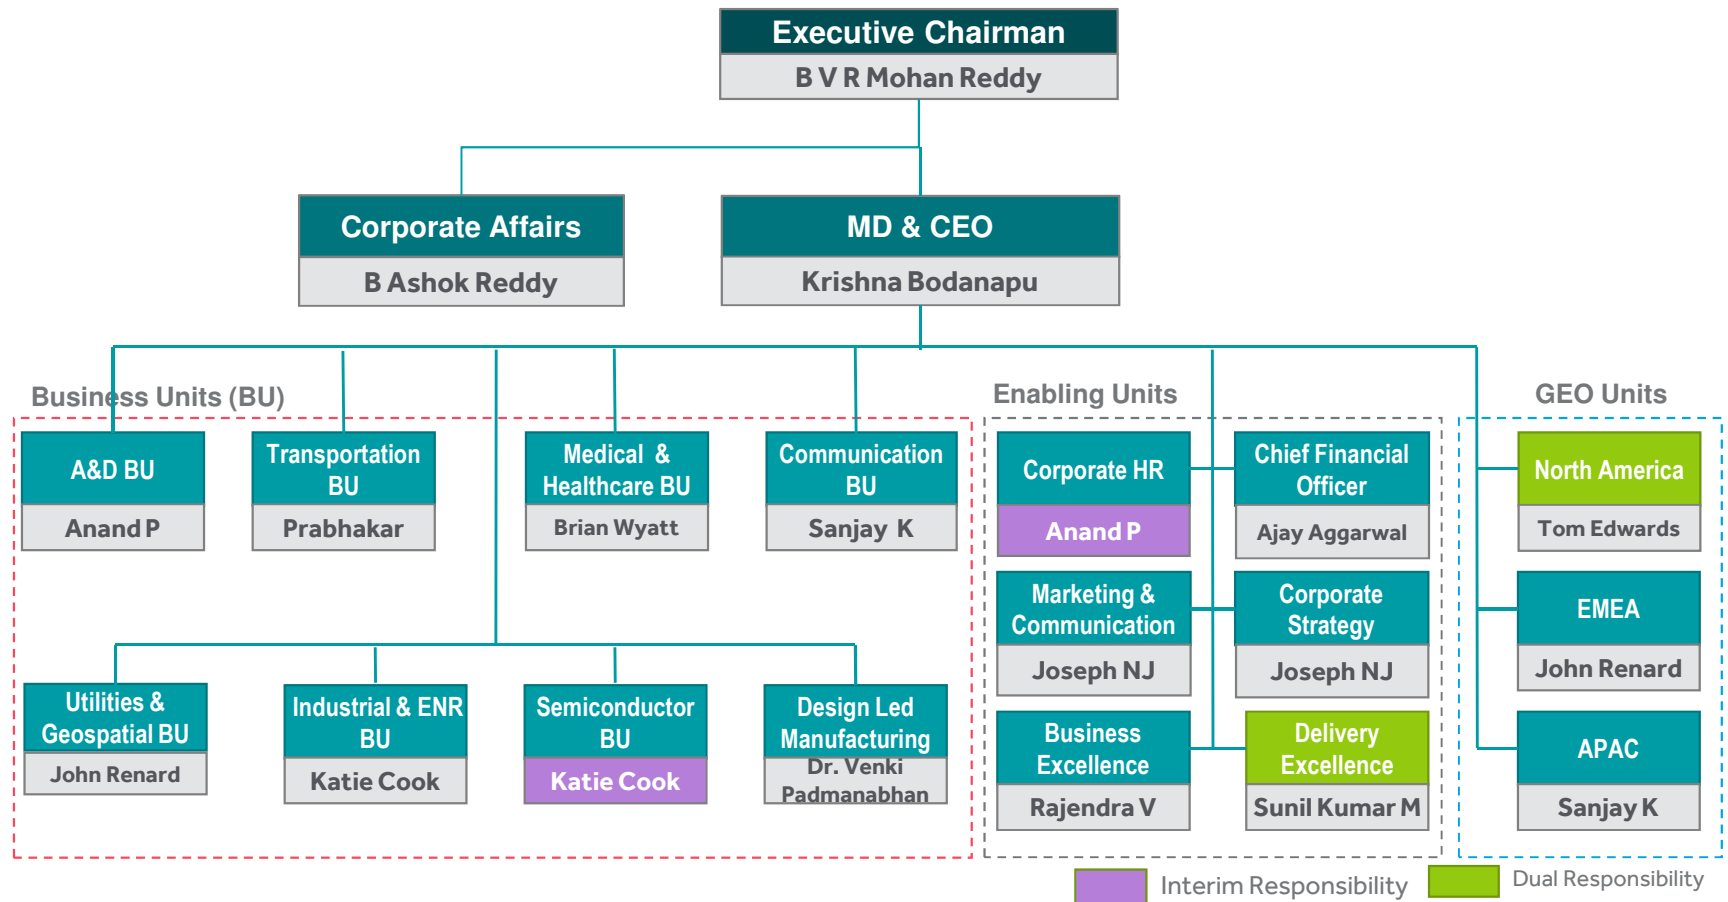 Executive Chairman
B V R Mohan Reddy
Corporate Affairs
B Ashok Reddy
MD & CEO
Krishna Bodanapu
Business Units (BU)
A&D BU
Anand P
Transportation
BU
Prabhakar
Medical &
Healthcare BU
Brian Wyatt
Communication
BU
Sanjay K
Utilities &
Geospatial BU
John Renard
Industrial & ENR
BU
Katie Cook
Semiconductor
BU
Katie Cook
Design Led
Manufacturing
Dr. Venki
Padmanabhan
Enabling Units
Corporate HR
Anand P
Chief Financial
Officer
Ajay Aggarwal
Marketing &
Communication
Joseph NJ
Corporate
Strategy
Joseph NJ
Business
Excellence
Rajendra V
Delivery
Excellence
Sunil Kumar M
GEO Units
North America
Tom Edwards
EMEA
John Renard
APAC
Sanjay K
Interim Responsibility
Dual Responsibility